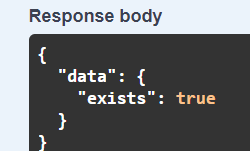 Response body
{
  "data": {
    "exists": true
  }
}